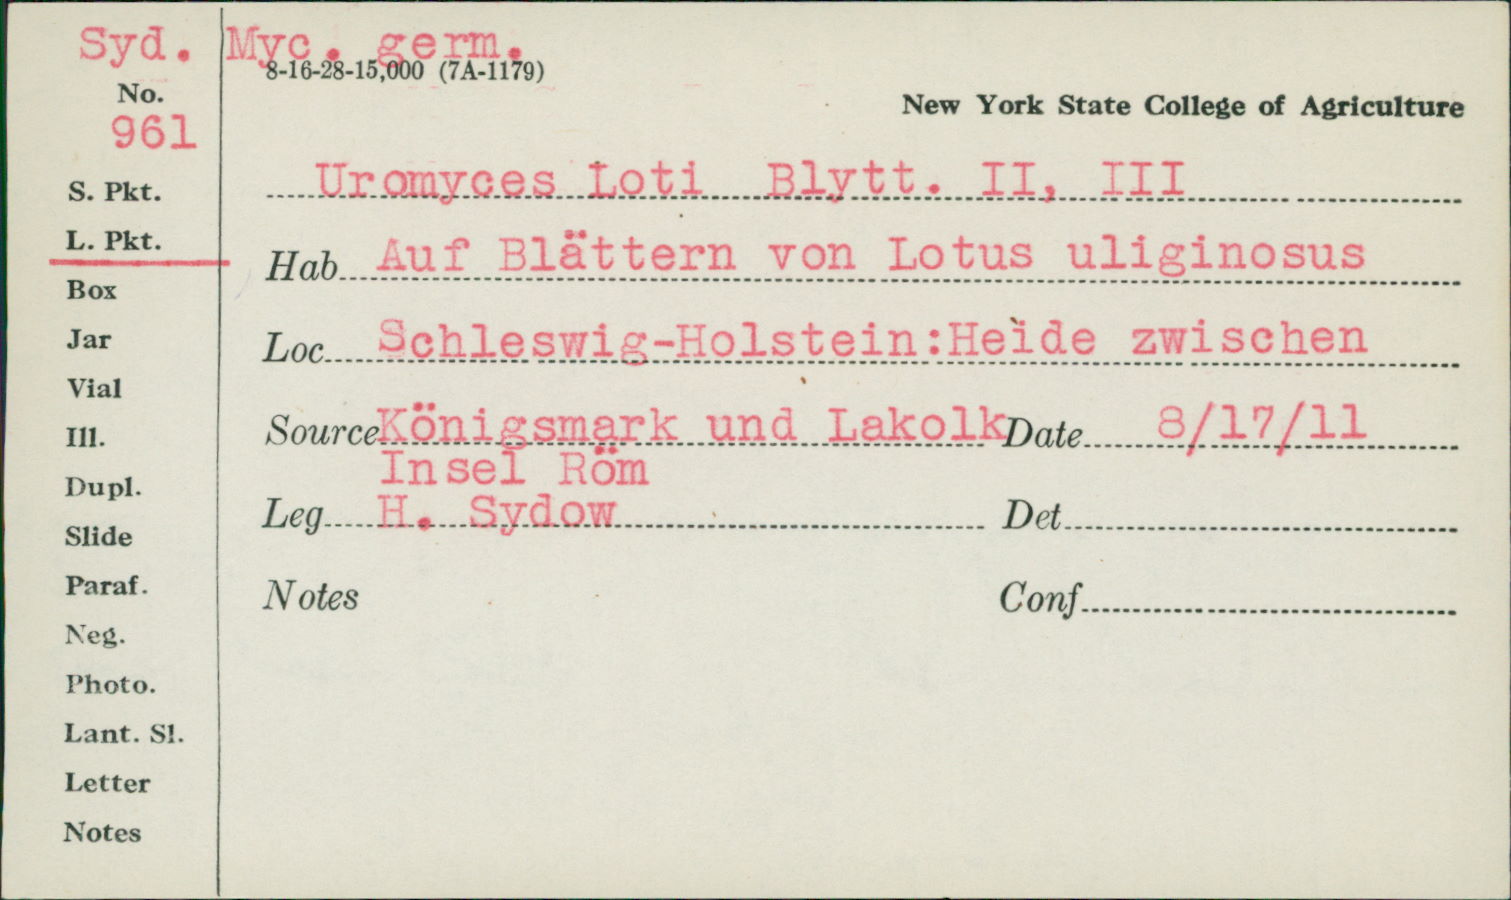 Syd. Myc. germ.
8-16-28-15,000 (7A-1179)
No.
961
New York State College of Agriculture
Uromyces Loti Blytt. II, III
S. Pkt.
L. Pkt.
Hab. Auf Blättern von Lotus uliginosus
Box
Jar
Loc. Schleswig-Holstein:Heide zwischen
Vial
Ill.
Source Königsmark und Lakolk Date 8/17/11
Insel Röm
Dupl.
Leg. H. Sydow Det.
Slide
Paraf.
Notes Conf.
Neg.
Photo.
Lant. Sl.
Letter
Notes